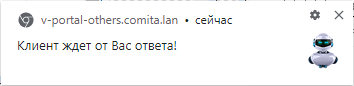 v-portal-others.comita.lan • сейчас
Клиент ждет от Вас ответа!